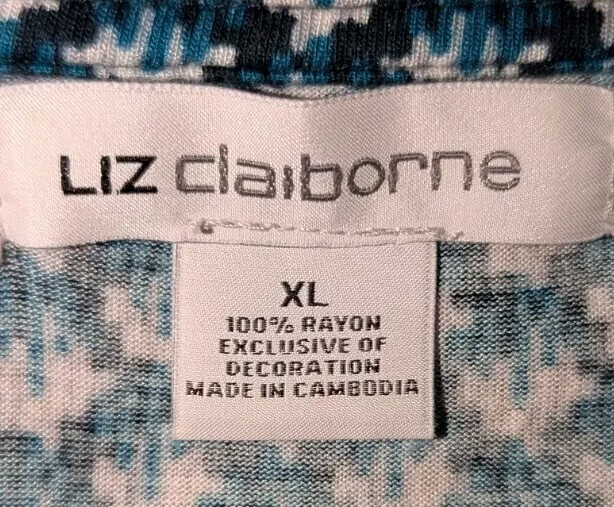 LIZ claiborne
XL
100% RAYON
EXCLUSIVE OF
DECORATION
MADE IN CAMBODIA